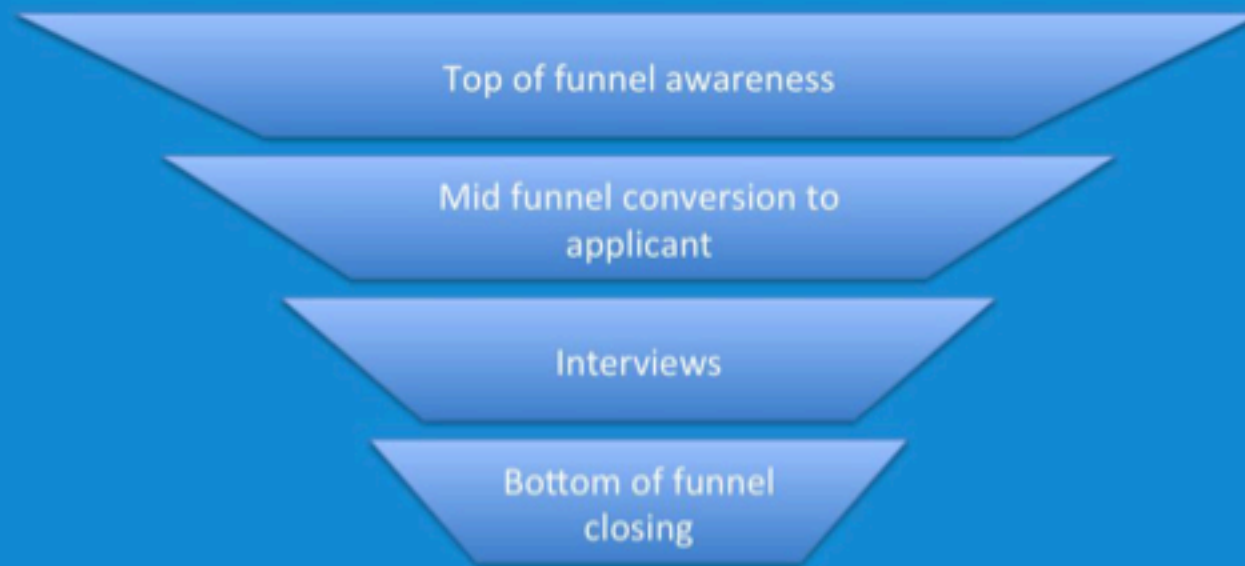 Top of funnel awareness
Mid funnel conversion to
applicant
Interviews
Bottom of funnel
closing